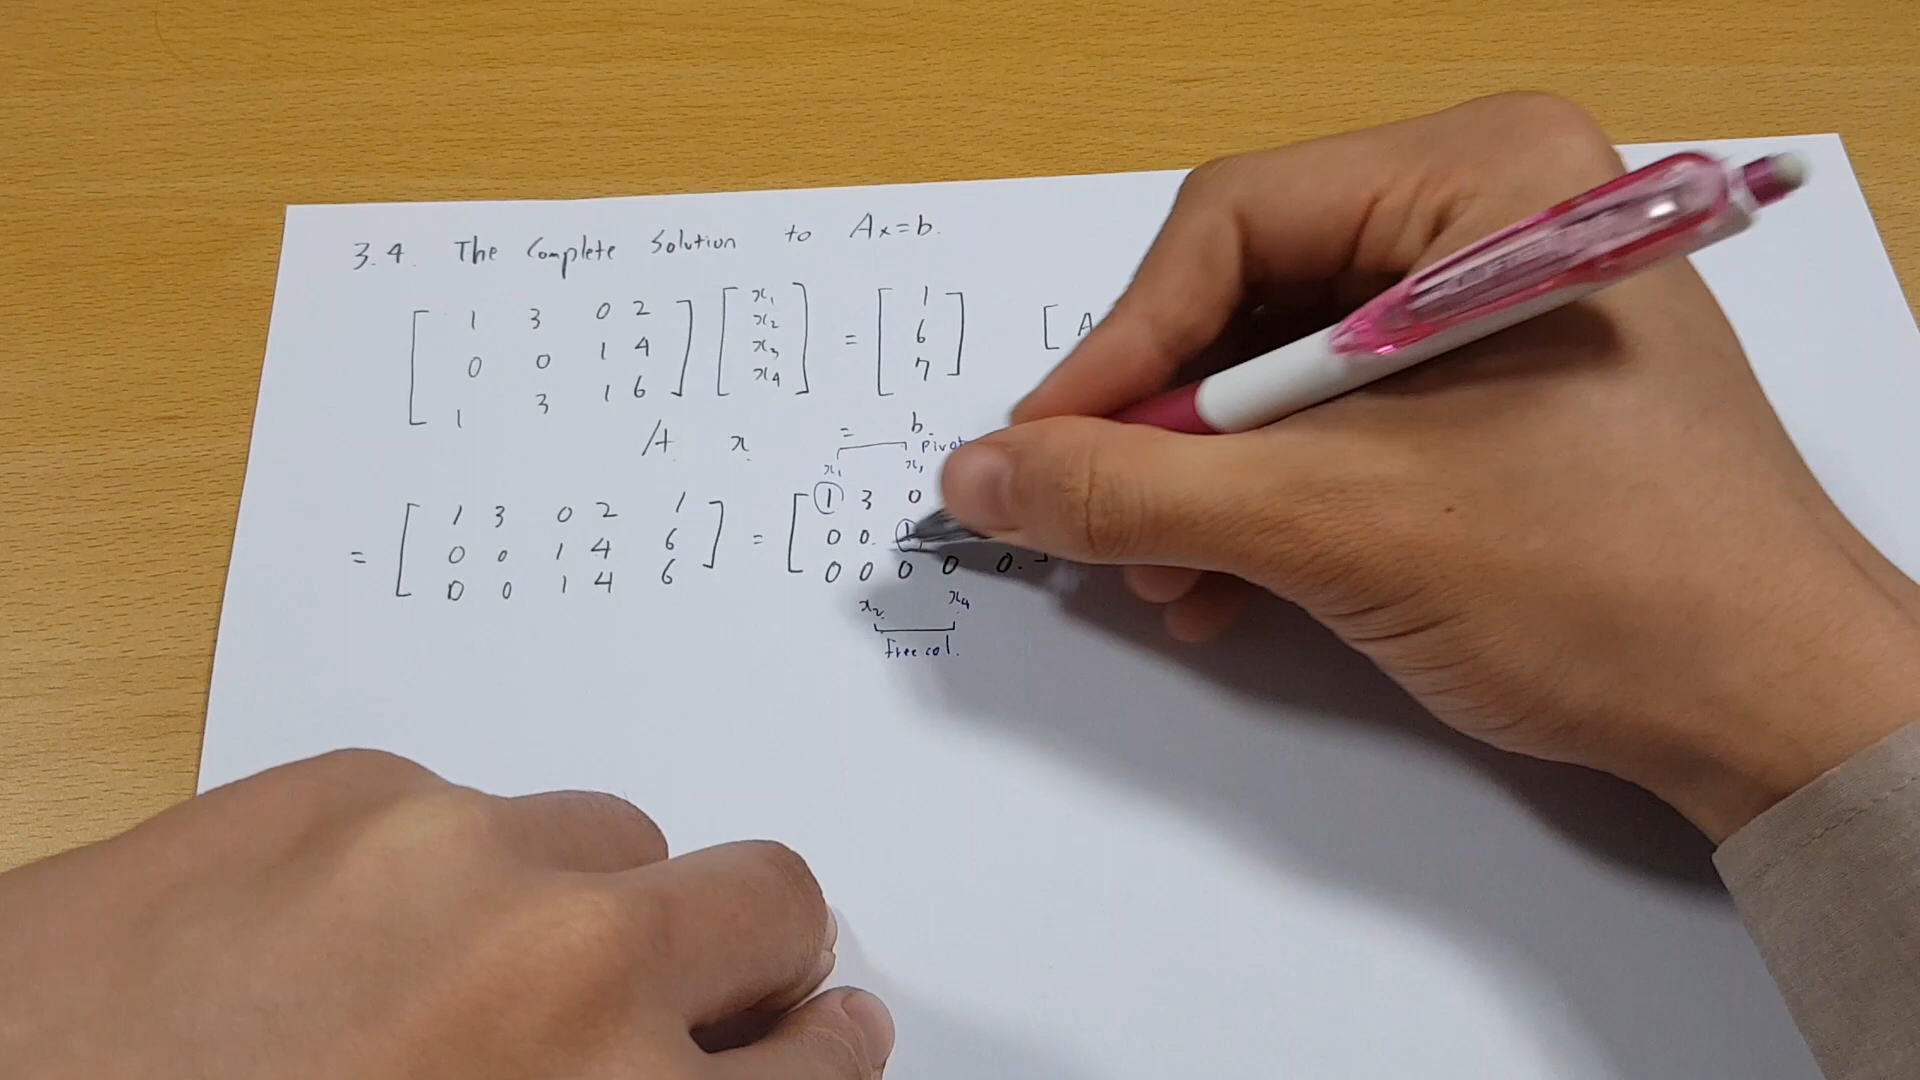 3.4. The Complete Solution to Ax=b.
[ 1 3 0 2 ] [ x1 ] [ 1 ]
[ 0 0 1 4 ] [ x2 ] = [ 6 ] [ A
[ 1 3 1 6 ] [ x3 ] [ 7 ]
[ x4 ]
A x = b.
x1
[ 1 3 0 2 1 ] [ 1 3 0
= [ 0 0 1 4 6 ] = [ 0 0. 1
[ 0 0 1 4 6 ] [ 0 0 0 0 0. ]
x2 x4
free col.